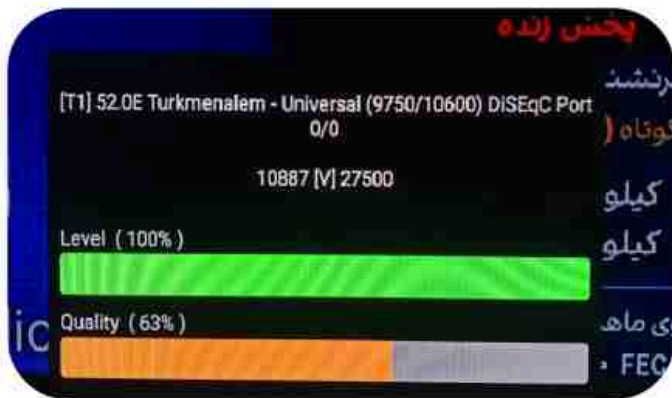 پخش زنده
[T1] 52.0E Turkmenalem - Universal (9750/10600) DiSEqC Port
0/0
10887 [V] 27500
کیلو
Level ( 100% )
کیلو
Quality ( 63% )
FEC